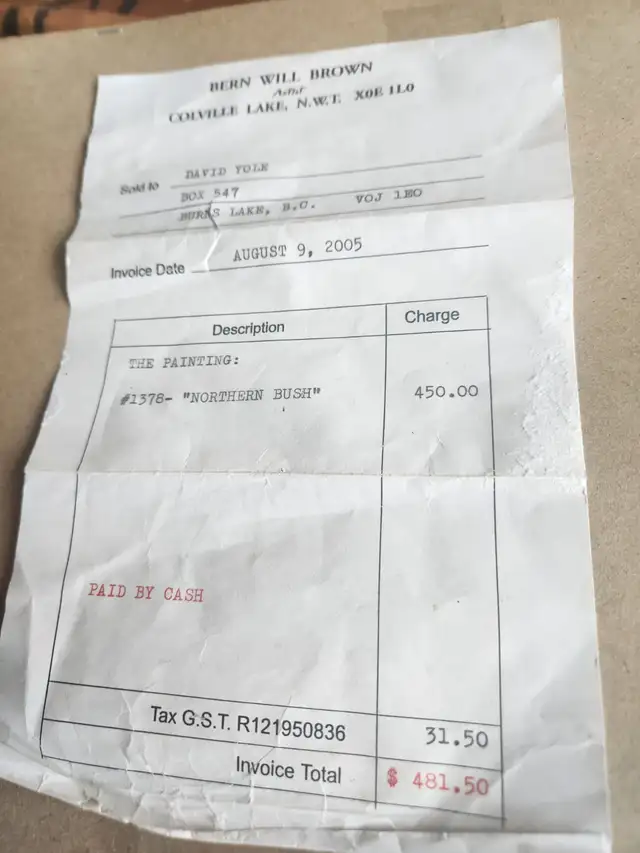 BERN WILL BROWN
Artist
COLVILLE LAKE, N.W.T. X0E 1L0
Sold to DAVID YOLE
BOX 547
BURNS LAKE, B.C. VOJ 1EO
Invoice Date AUGUST 9, 2005
Description Charge
THE PAINTING:
#1378- "NORTHERN BUSH" 450.00
PAID BY CASH
Tax G.S.T. R121950836 31.50
Invoice Total $ 481.50